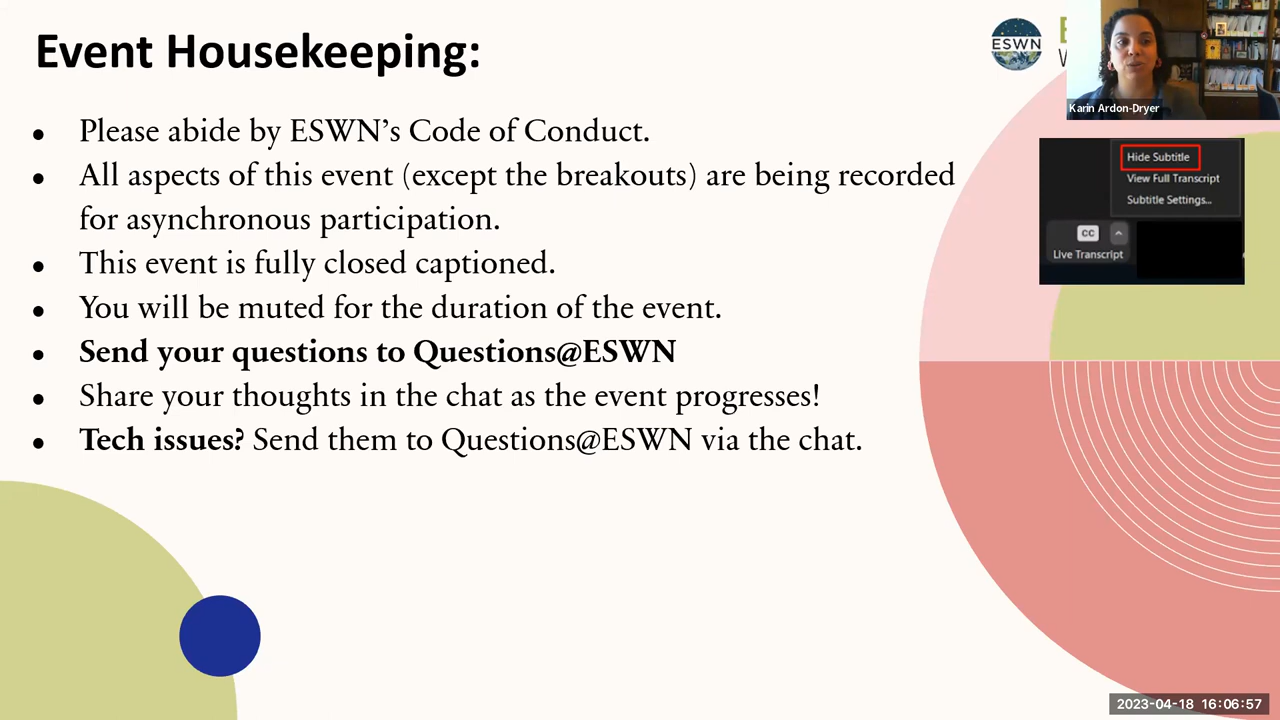 Event Housekeeping:
ESWN
Karin Ardon-Dryer
• Please abide by ESWN’s Code of Conduct.
• All aspects of this event (except the breakouts) are being recorded
for asynchronous participation.
• This event is fully closed captioned.
• You will be muted for the duration of the event.
• Send your questions to Questions@ESWN
• Share your thoughts in the chat as the event progresses!
• Tech issues? Send them to Questions@ESWN via the chat.
Hide Subtitle
View Full Transcript
Subtitle Settings...
CC
Live Transcript
2023-04-18 16:06:57